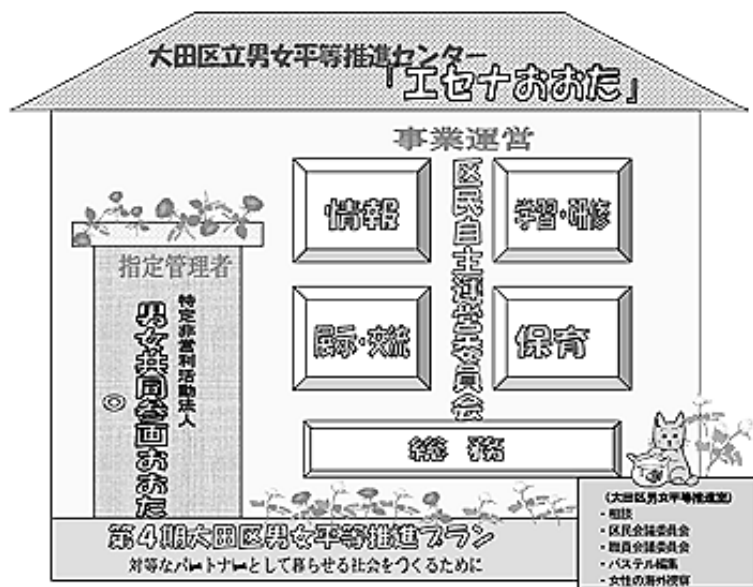 大田区立男女平等推進センター
「エセナおおた」
事業運営
区民自主運営委員会
情報
学習・研修
展示・交流
保育
総務
指定管理者
特定非営利活動法人
男女共同参画おおた
第4期大田区男女平等推進プラン
対等なパートナーとして暮らせる社会をつくるために
(大田区男女平等推進室)
・相談
・区民会議委員会
・職員会議委員会
・パステル編集
・女性の海外視察